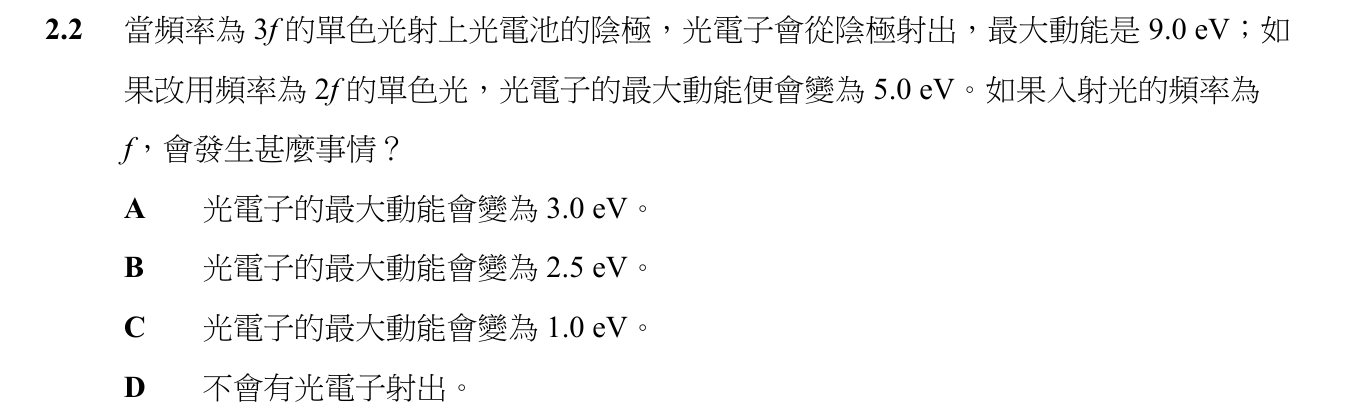 2.2 當頻率為 3f 的單色光射上光電池的陰極，光電子會從陰極射出，最大動能是 9.0 eV；如
果改用頻率為 2f 的單色光，光電子的最大動能便會變為 5.0 eV。如果入射光的頻率為
f，會發生甚麼事情？
A 光電子的最大動能會變為 3.0 eV。
B 光電子的最大動能會變為 2.5 eV。
C 光電子的最大動能會變為 1.0 eV。
D 不會有光電子射出。